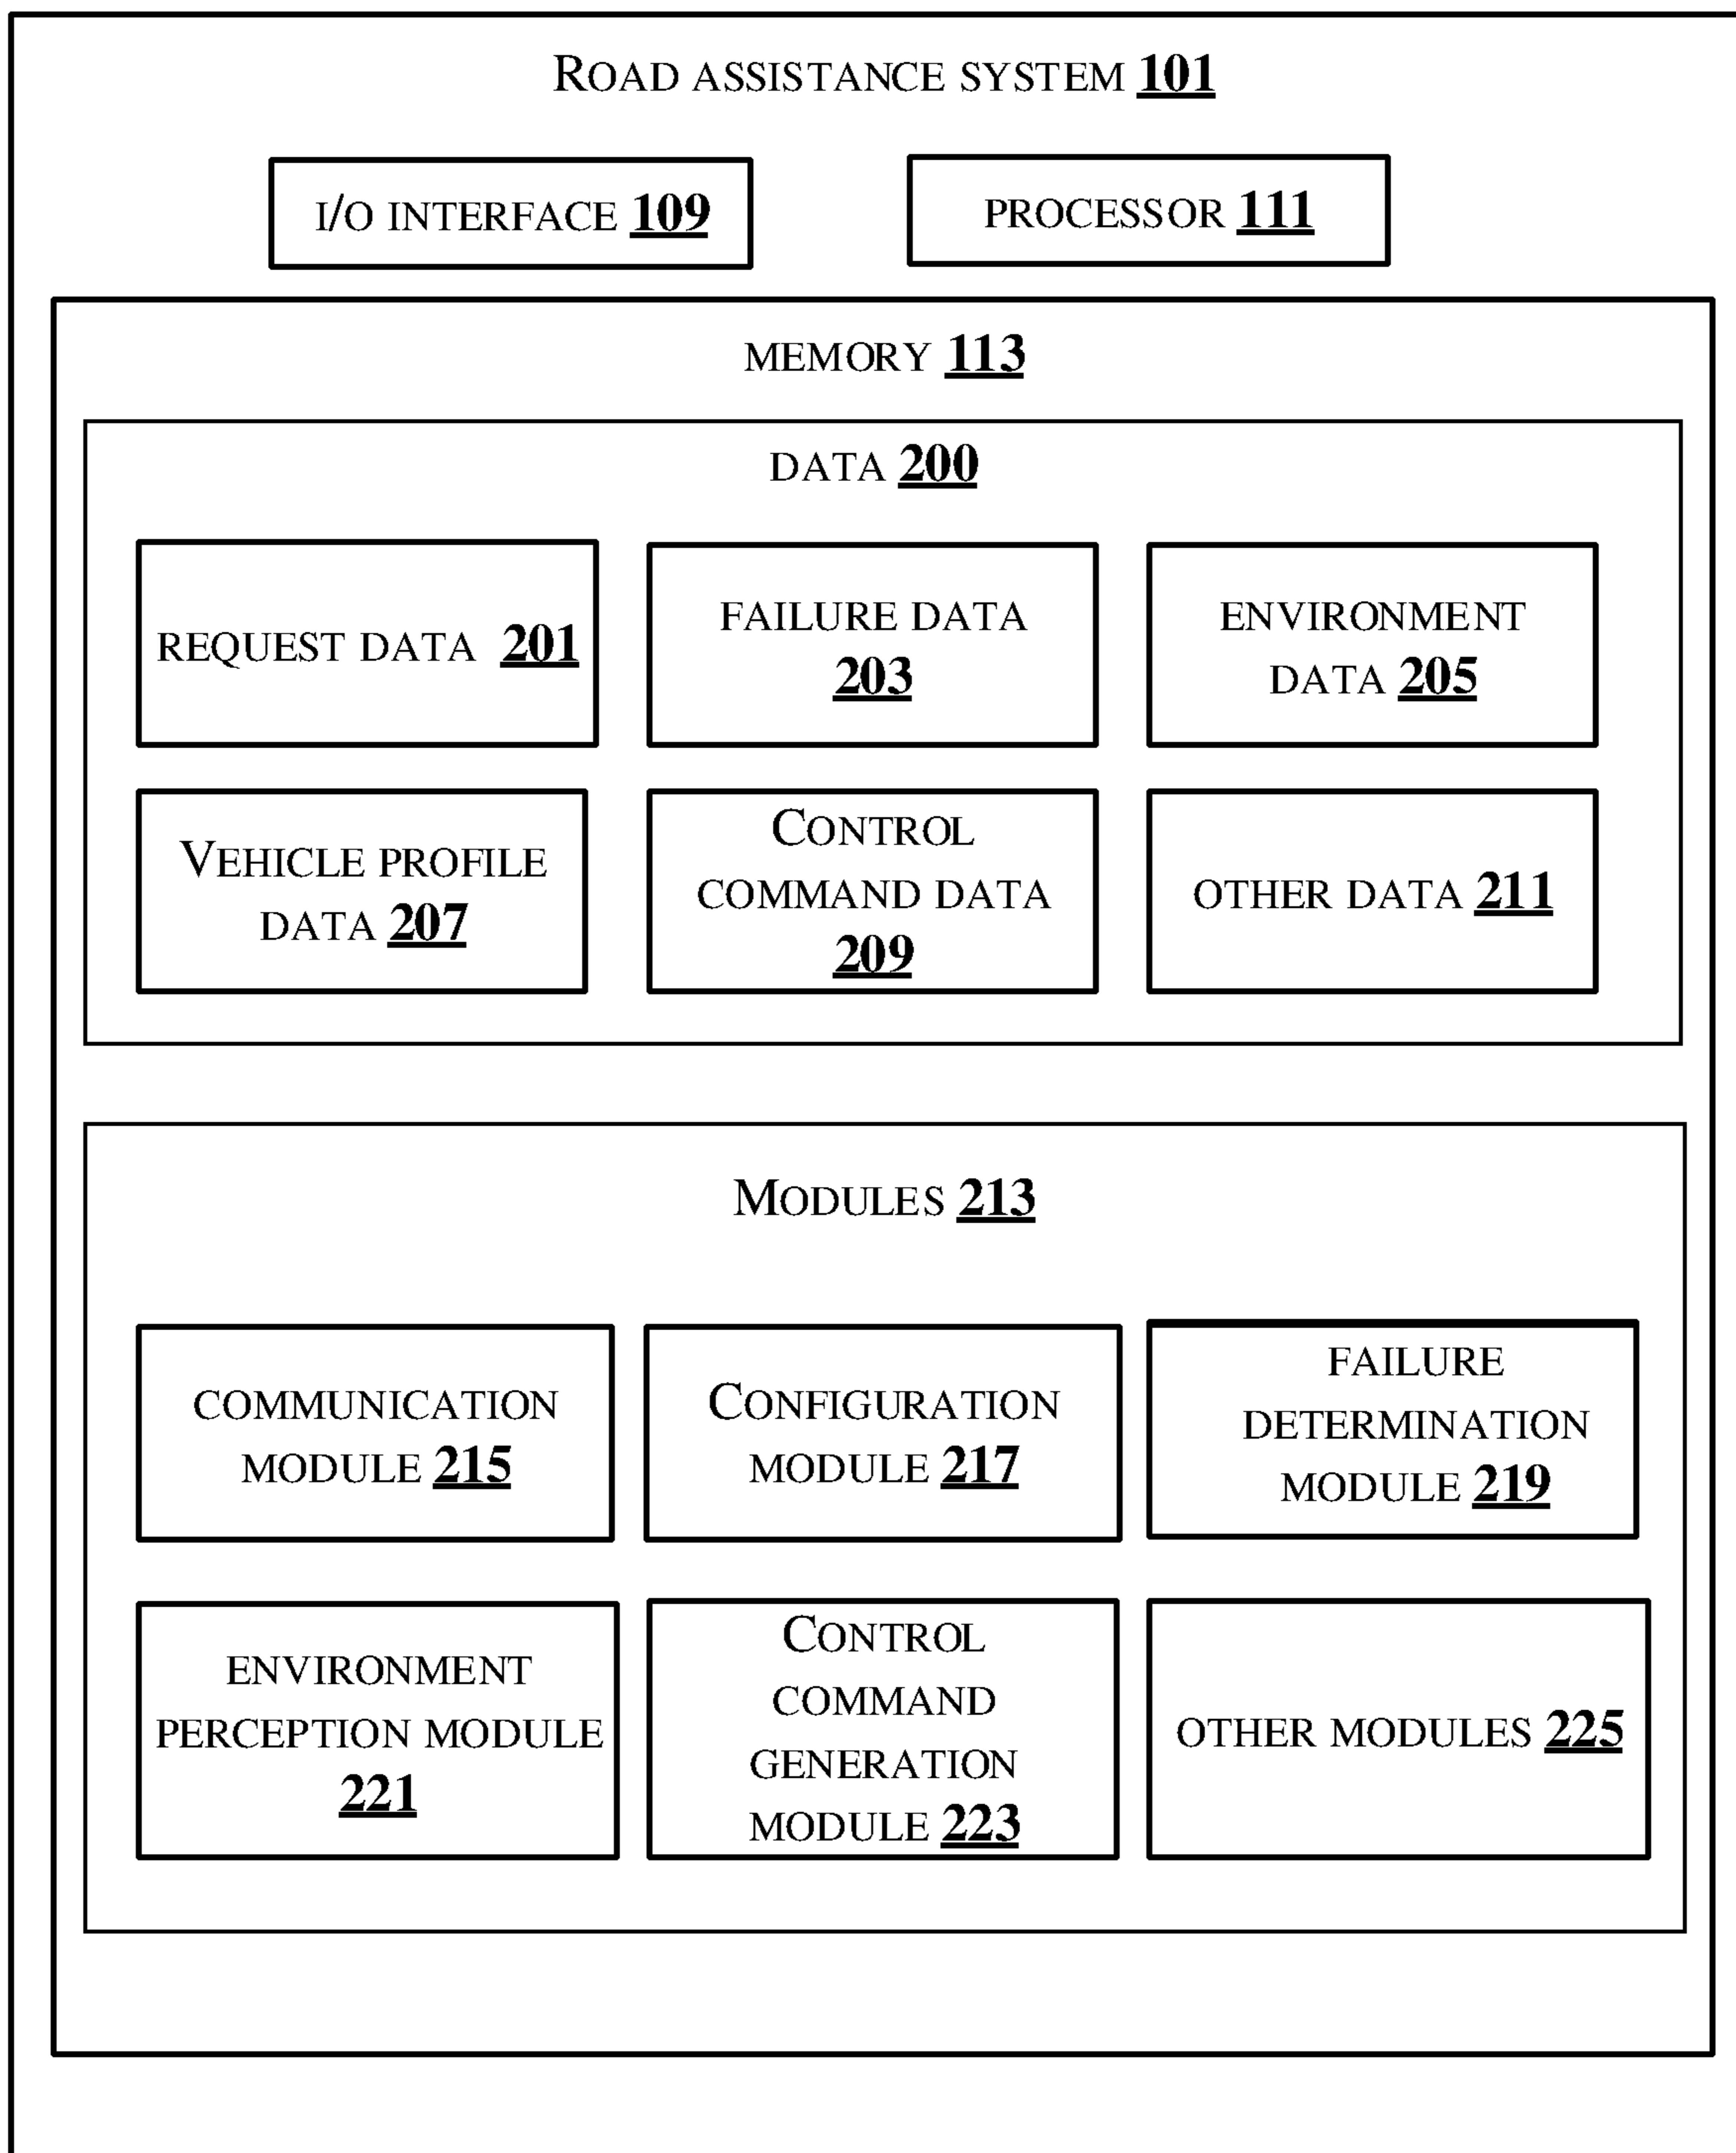 ROAD ASSISTANCE SYSTEM 101
I/O INTERFACE 109
PROCESSOR 111
MEMORY 113
DATA 200
REQUEST DATA 201
FAILURE DATA
203
ENVIRONMENT
DATA 205
VEHICLE PROFILE
DATA 207
CONTROL
COMMAND DATA
209
OTHER DATA 211
MODULES 213
COMMUNICATION
MODULE 215
CONFIGURATION
MODULE 217
FAILURE
DETERMINATION
MODULE 219
ENVIRONMENT
PERCEPTION MODULE
221
CONTROL
COMMAND
GENERATION
MODULE 223
OTHER MODULES 225